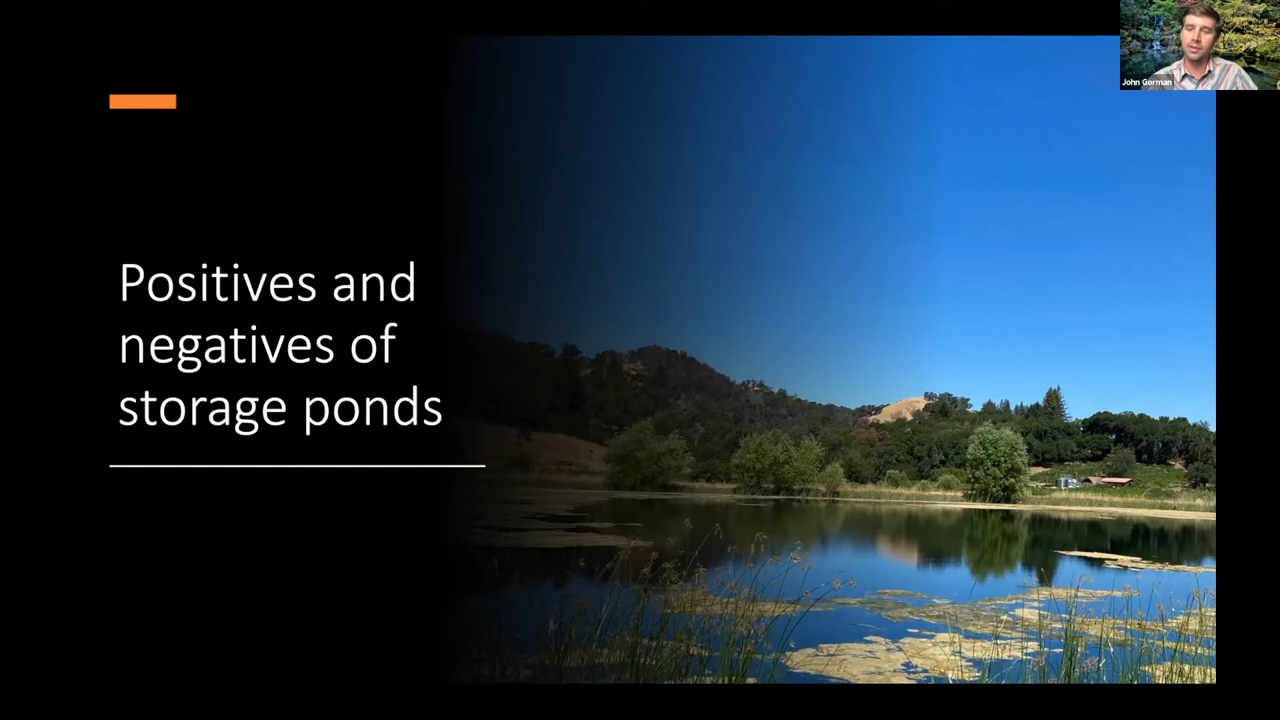 John Gorman
Positives and
negatives of
storage ponds